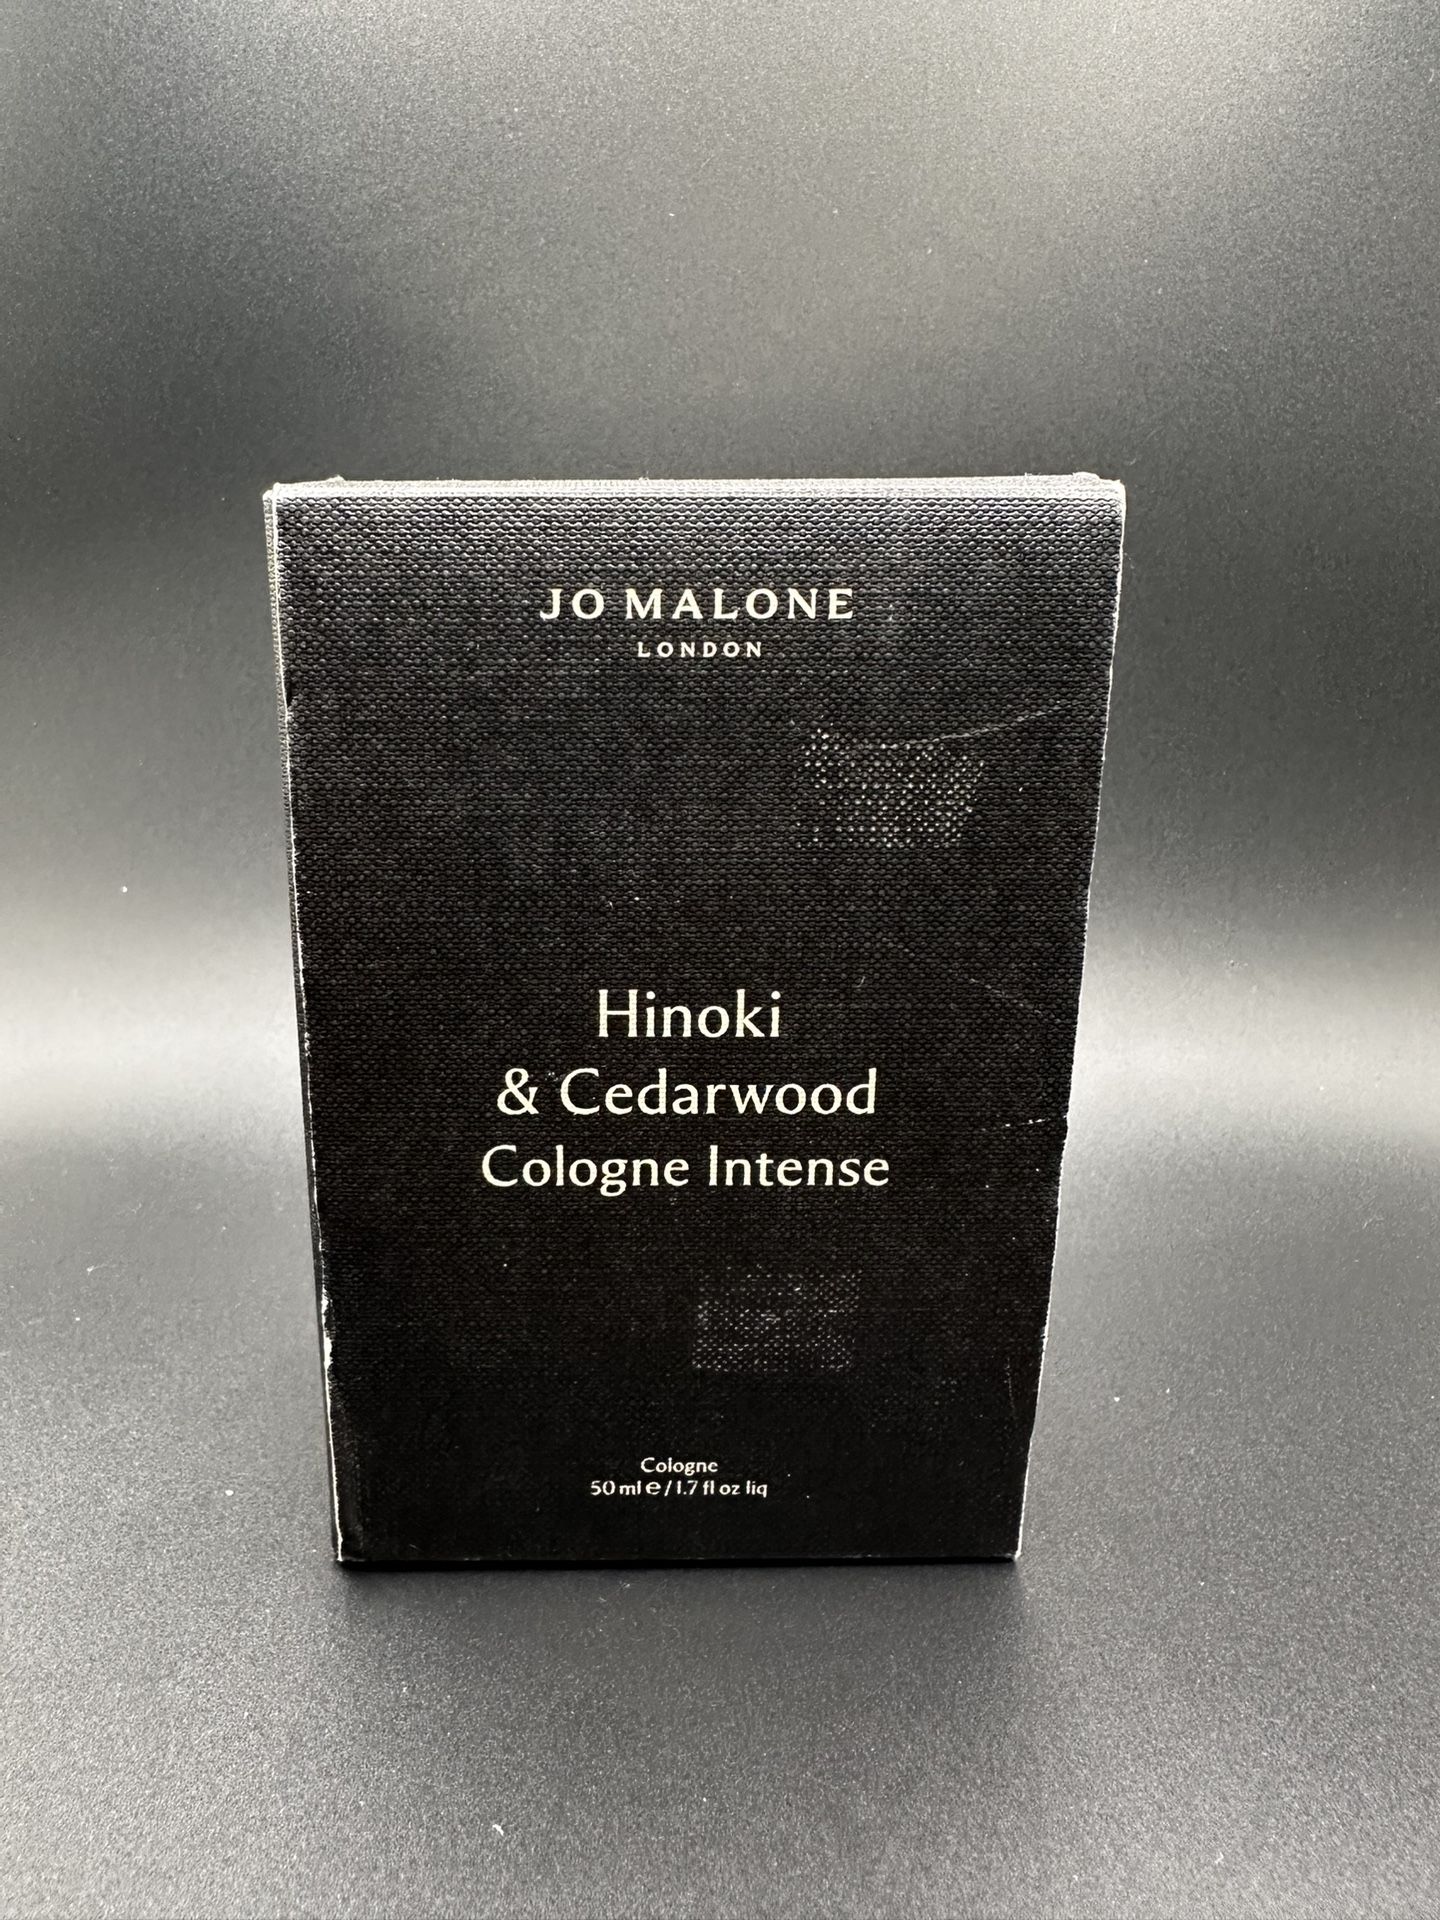 JO MALONE
LONDON
Hinoki
& Cedarwood
Cologne Intense
Cologne
50 ml ℮ / 1.7 fl oz liq